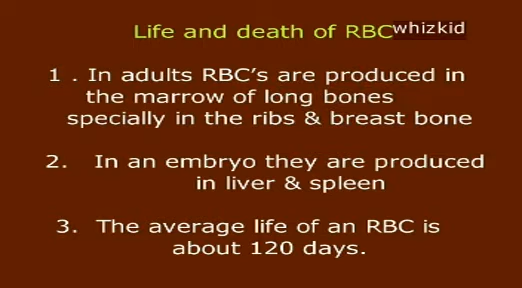 Life and death of RBC whizkid
1 . In adults RBC's are produced in
the marrow of long bones
specially in the ribs & breast bone
2. In an embryo they are produced
in liver & spleen
3. The average life of an RBC is
about 120 days.